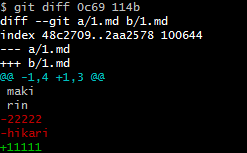 $ git diff 0c69 114b
diff --git a/1.md b/1.md
index 48c2709..2aa2578 100644
--- a/1.md
+++ b/1.md
@@ -1,4 +1,3 @@
 maki
 rin
-22222
-hikari
+11111